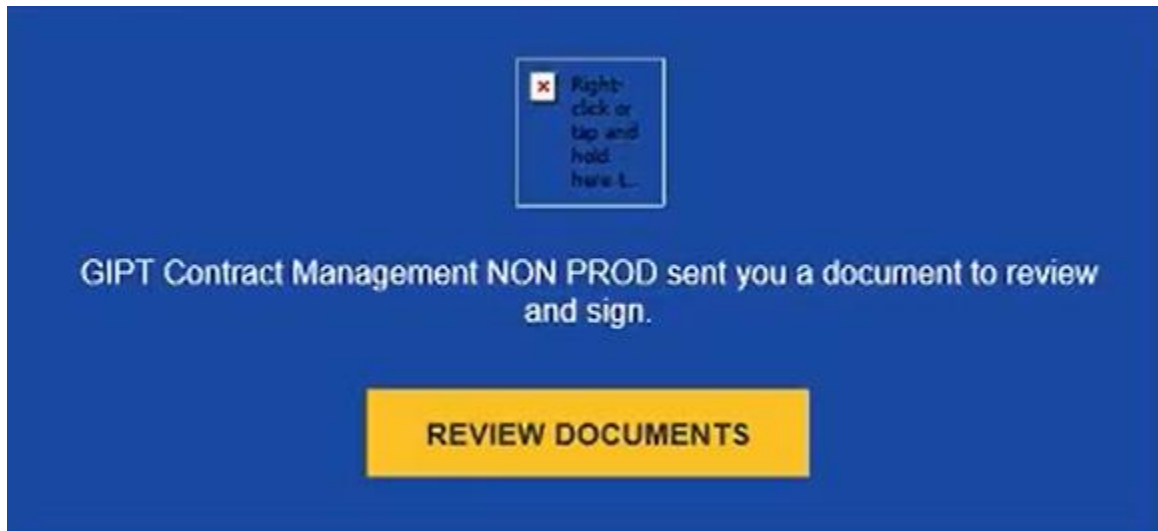 Right-
click or
tap and
hold
here t...
GIPT Contract Management NON PROD sent you a document to review
and sign.
REVIEW DOCUMENTS